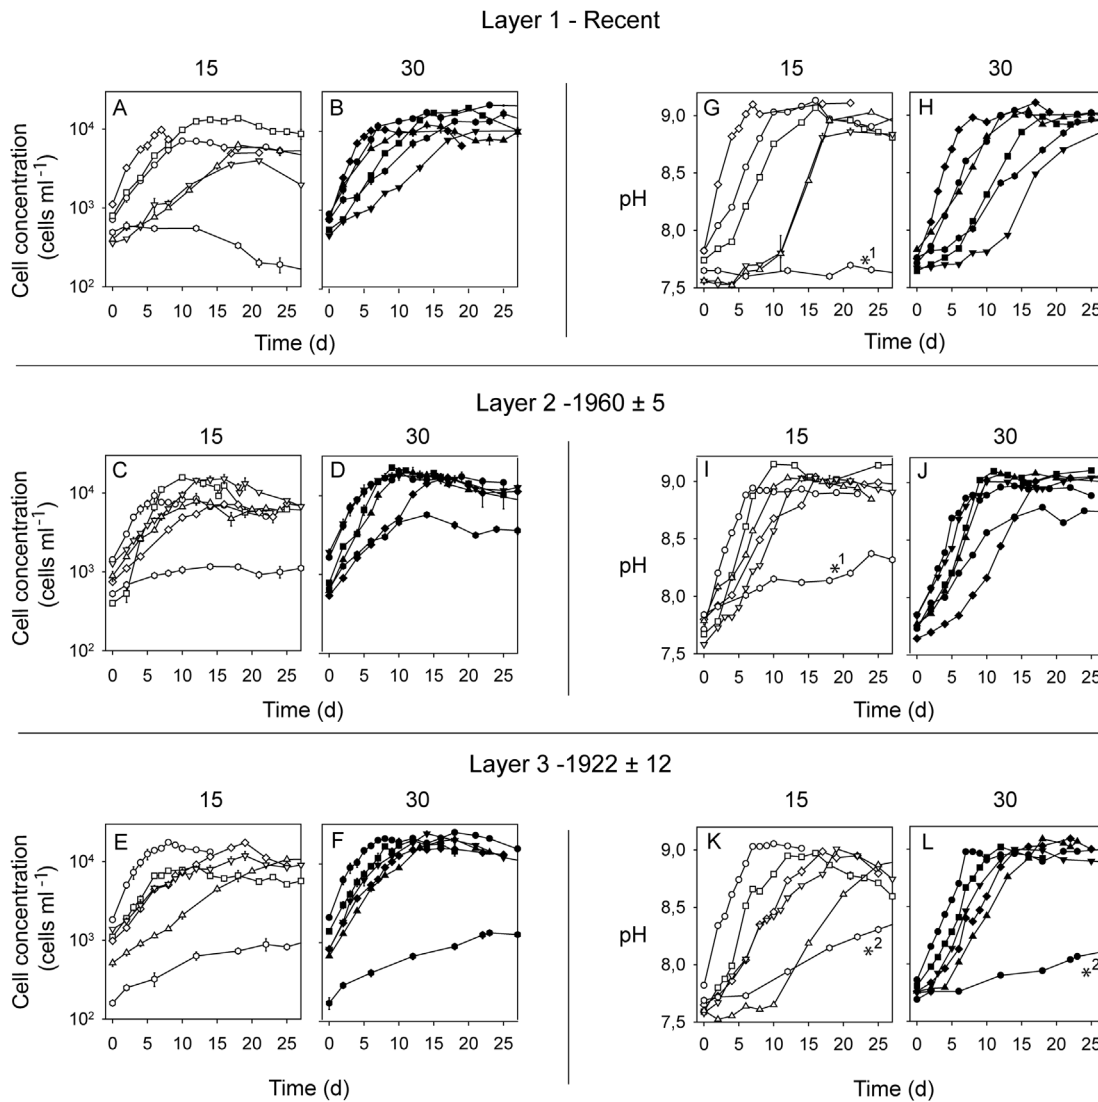 Layer 1 - Recent
15 30 15 30
A B G H
10⁴
10³
10²
Cell concentration
(cells ml⁻¹)
0 5 10 15 20 25 0 5 10 15 20 25
Time (d)
pH
9,0
8,5
8,0
7,5
*1
0 5 10 15 20 25 0 5 10 15 20 25
Time (d)
Layer 2 -1960 ± 5
15 30 15 30
C D I J
10⁴
10³
10²
Cell concentration
(cells ml⁻¹)
0 5 10 15 20 25 0 5 10 15 20 25
Time (d)
pH
9,0
8,5
8,0
7,5
*1
0 5 10 15 20 25 0 5 10 15 20 25
Time (d)
Layer 3 -1922 ± 12
15 30 15 30
E F K L
10⁴
10³
10²
Cell concentration
(cells ml⁻¹)
0 5 10 15 20 25 0 5 10 15 20 25
Time (d)
pH
9,0
8,5
8,0
7,5
*2 *2
0 5 10 15 20 25 0 5 10 15 20 25
Time (d)